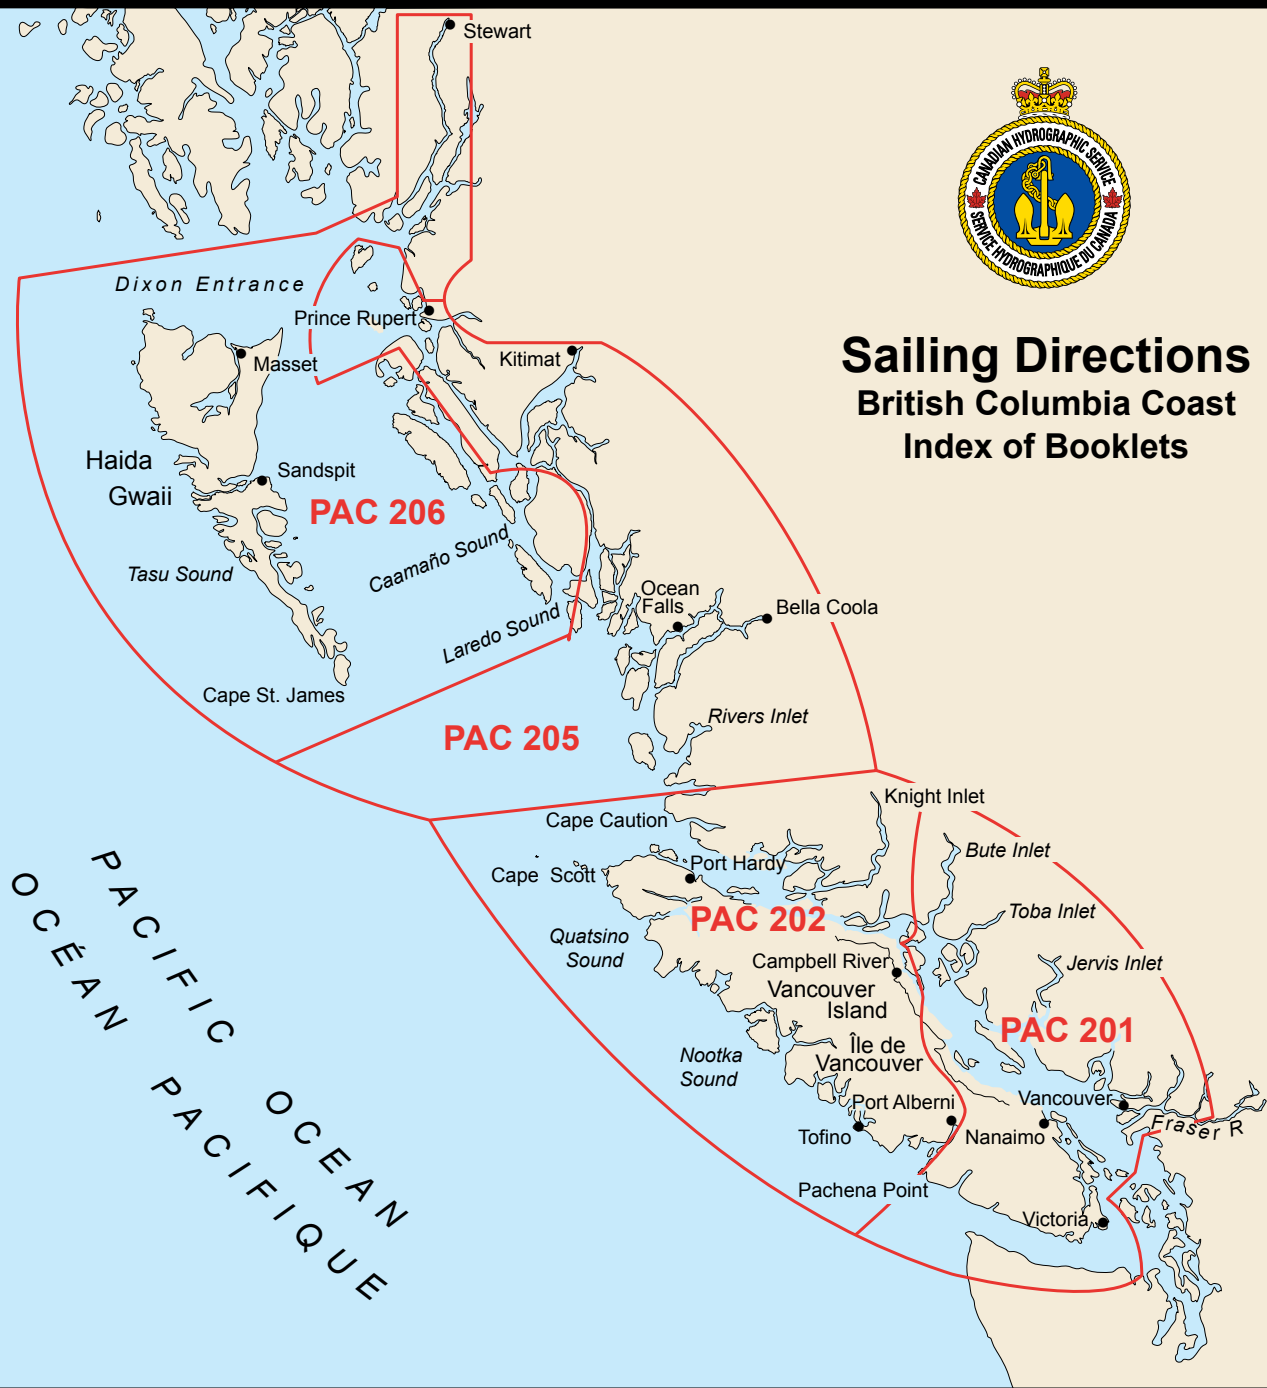 Stewart
CANADIAN HYDROGRAPHIC SERVICE
SERVICE HYDROGRAPHIQUE DU CANADA
Sailing Directions
British Columbia Coast
Index of Booklets
Dixon Entrance
Prince Rupert
Masset
Kitimat
Haida
Gwaii
Sandspit
PAC 206
Tasu Sound
Caamaño Sound
Laredo Sound
Ocean
Falls
Bella Coola
Cape St. James
Rivers Inlet
PAC 205
Knight Inlet
Cape Caution
Bute Inlet
Port Hardy
Cape Scott
Toba Inlet
PAC 202
Quatsino
Sound
Campbell River
Jervis Inlet
Vancouver
Island
PAC 201
Île de
Vancouver
Nootka
Sound
Port Alberni
Vancouver
Fraser R
Tofino
Nanaimo
Pachena Point
Victoria
PACIFIC OCEAN
OCÉAN PACIFIQUE